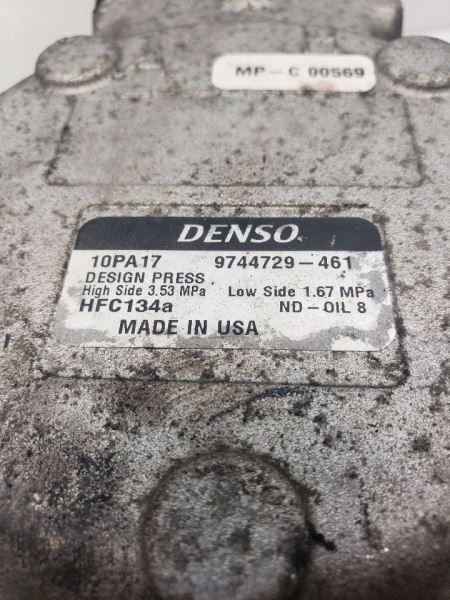 MP-C 00569
DENSO
10PA17 9744729-461
DESIGN PRESS
High Side 3.53 MPa Low Side 1.67 MPa
HFC134a ND-OIL 8
MADE IN USA